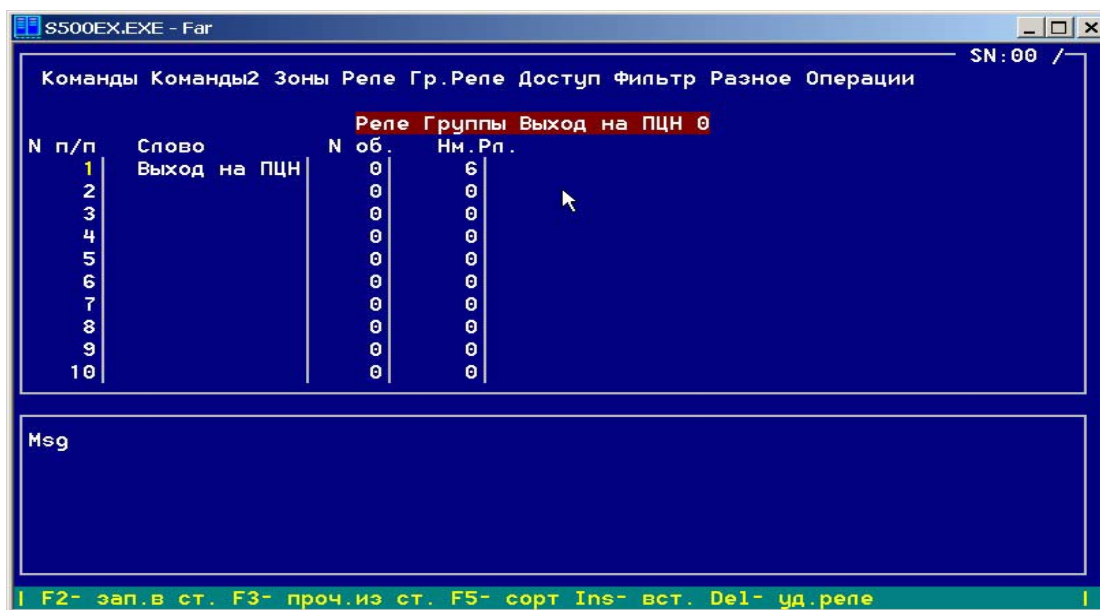 S500EX.EXE - Far
SN:00 /
Команды Команды2 Зоны Реле Гр.Реле Доступ Фильтр Разное Операции
Реле Группы Выход на ПЦН 0
N п/п Слово N об. Нм.Рл.
1 Выход на ПЦН 0 6
2 0 0
3 0 0
4 0 0
5 0 0
6 0 0
7 0 0
8 0 0
9 0 0
10 0 0
Msg
F2- зап.в ст. F3- проч.из ст. F5- сорт Ins- вст. Del- уд.реле